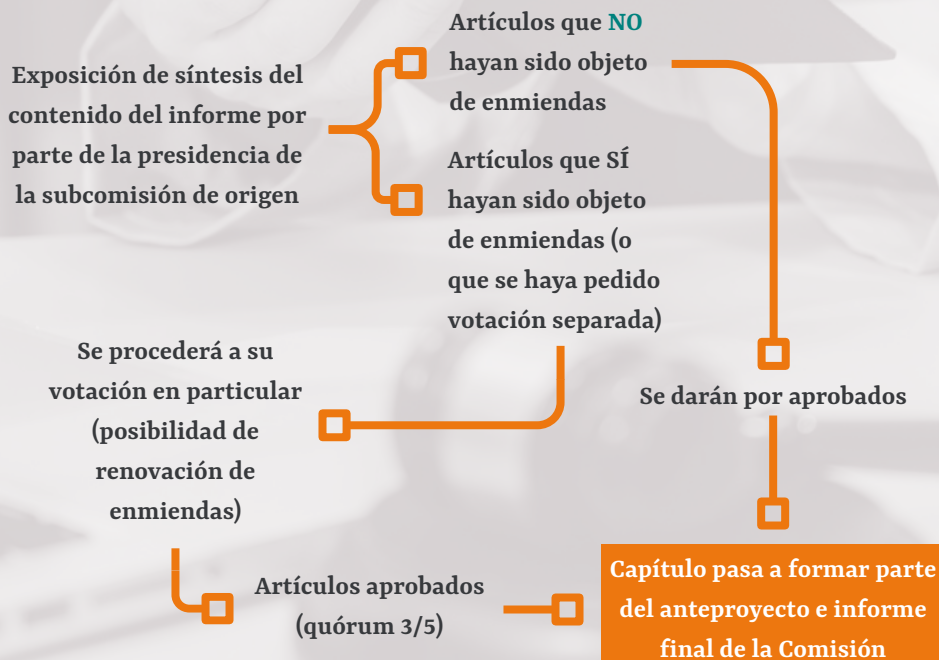 Exposición de síntesis del
contenido del informe por
parte de la presidencia de
la subcomisión de origen
Artículos que NO
hayan sido objeto
de enmiendas
Artículos que SÍ
hayan sido objeto
de enmiendas (o
que se haya pedido
votación separada)
Se darán por aprobados
Se procederá a su
votación en particular
(posibilidad de
renovación de
enmiendas)
Artículos aprobados
(quórum 3/5)
Capítulo pasa a formar parte
del anteproyecto e informe
final de la Comisión